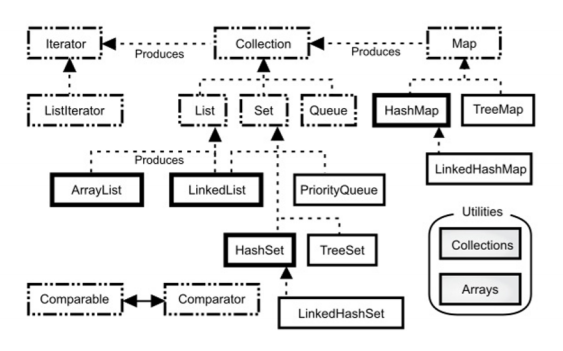 Iterator
Produces
Collection
Produces
Map
ListIterator
List
Set
Queue
HashMap
TreeMap
Produces
ArrayList
LinkedList
PriorityQueue
LinkedHashMap
Utilities
HashSet
TreeSet
Collections
Comparable
Comparator
LinkedHashSet
Arrays